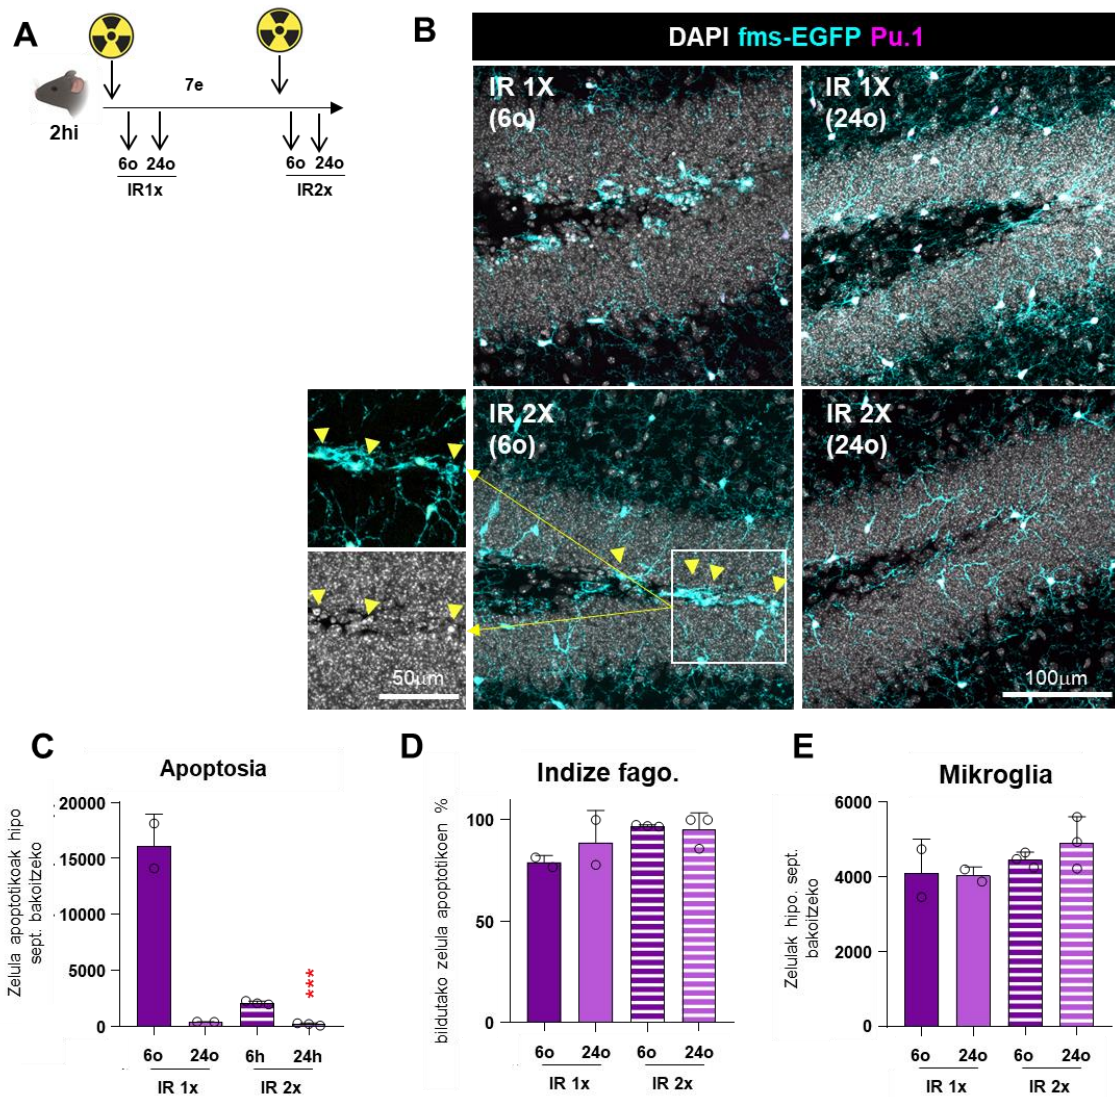 A
7e
2hi
6o 24o
IR1x
6o 24o
IR2x
B
DAPI fms-EGFP Pu.1
IR 1X
(6o)
IR 1X
(24o)
IR 2X
(6o)
IR 2X
(24o)
50µm
100µm
C
Apoptosia
Zelula apoptotikoak hipo
sept. bakoitzeko
20000
15000
10000
5000
0
***
6o 24o 6h 24h
IR 1x IR 2x
D
Indize fago.
bildutako zelula apoptotikoen %
100
50
0
6o 24o 6o 24o
IR 1x IR 2x
E
Mikroglia
Zelulak hipo. sept.
bakoitzeko
6000
4000
2000
0
6o 24o 6o 24o
IR 1x IR 2x